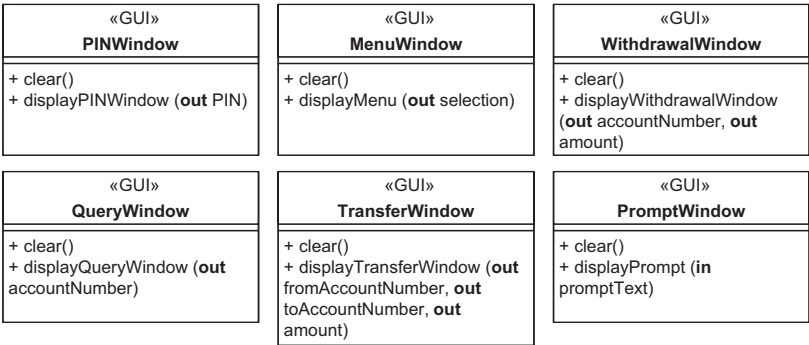 «GUI»
PINWindow
+ clear()
+ displayPINWindow (out PIN)
«GUI»
MenuWindow
+ clear()
+ displayMenu (out selection)
«GUI»
WithdrawalWindow
+ clear()
+ displayWithdrawalWindow
(out accountNumber, out
amount)
«GUI»
QueryWindow
+ clear()
+ displayQueryWindow (out
accountNumber)
«GUI»
TransferWindow
+ clear()
+ displayTransferWindow (out
fromAccountNumber, out
toAccountNumber, out
amount)
«GUI»
PromptWindow
+ clear()
+ displayPrompt (in
promptText)